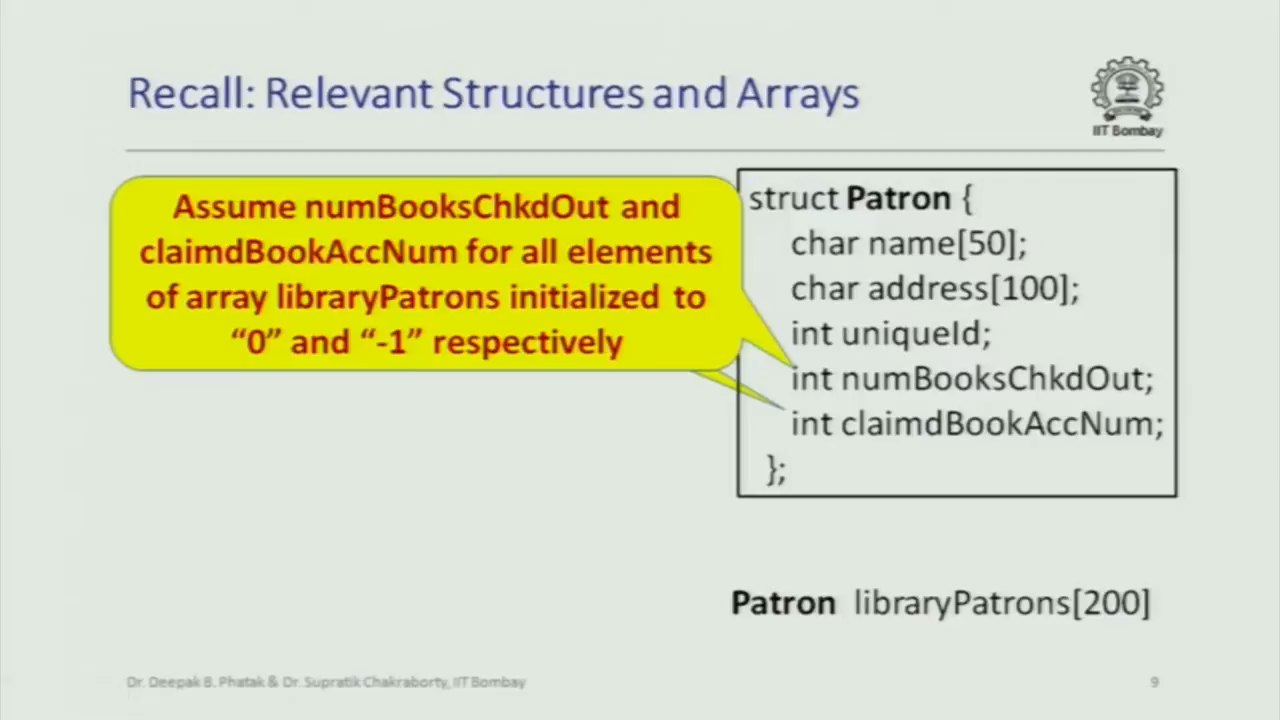 Recall: Relevant Structures and Arrays
IIT Bombay
Assume numBooksChkdOut and
claimdBookAccNum for all elements
of array libraryPatrons initialized to
“0” and “-1” respectively
struct Patron {
char name[50];
char address[100];
int uniqueId;
int numBooksChkdOut;
int claimdBookAccNum;
};
Patron libraryPatrons[200]
Dr. Deepak B. Phatak & Dr. Supratik Chakraborty, IIT Bombay
9